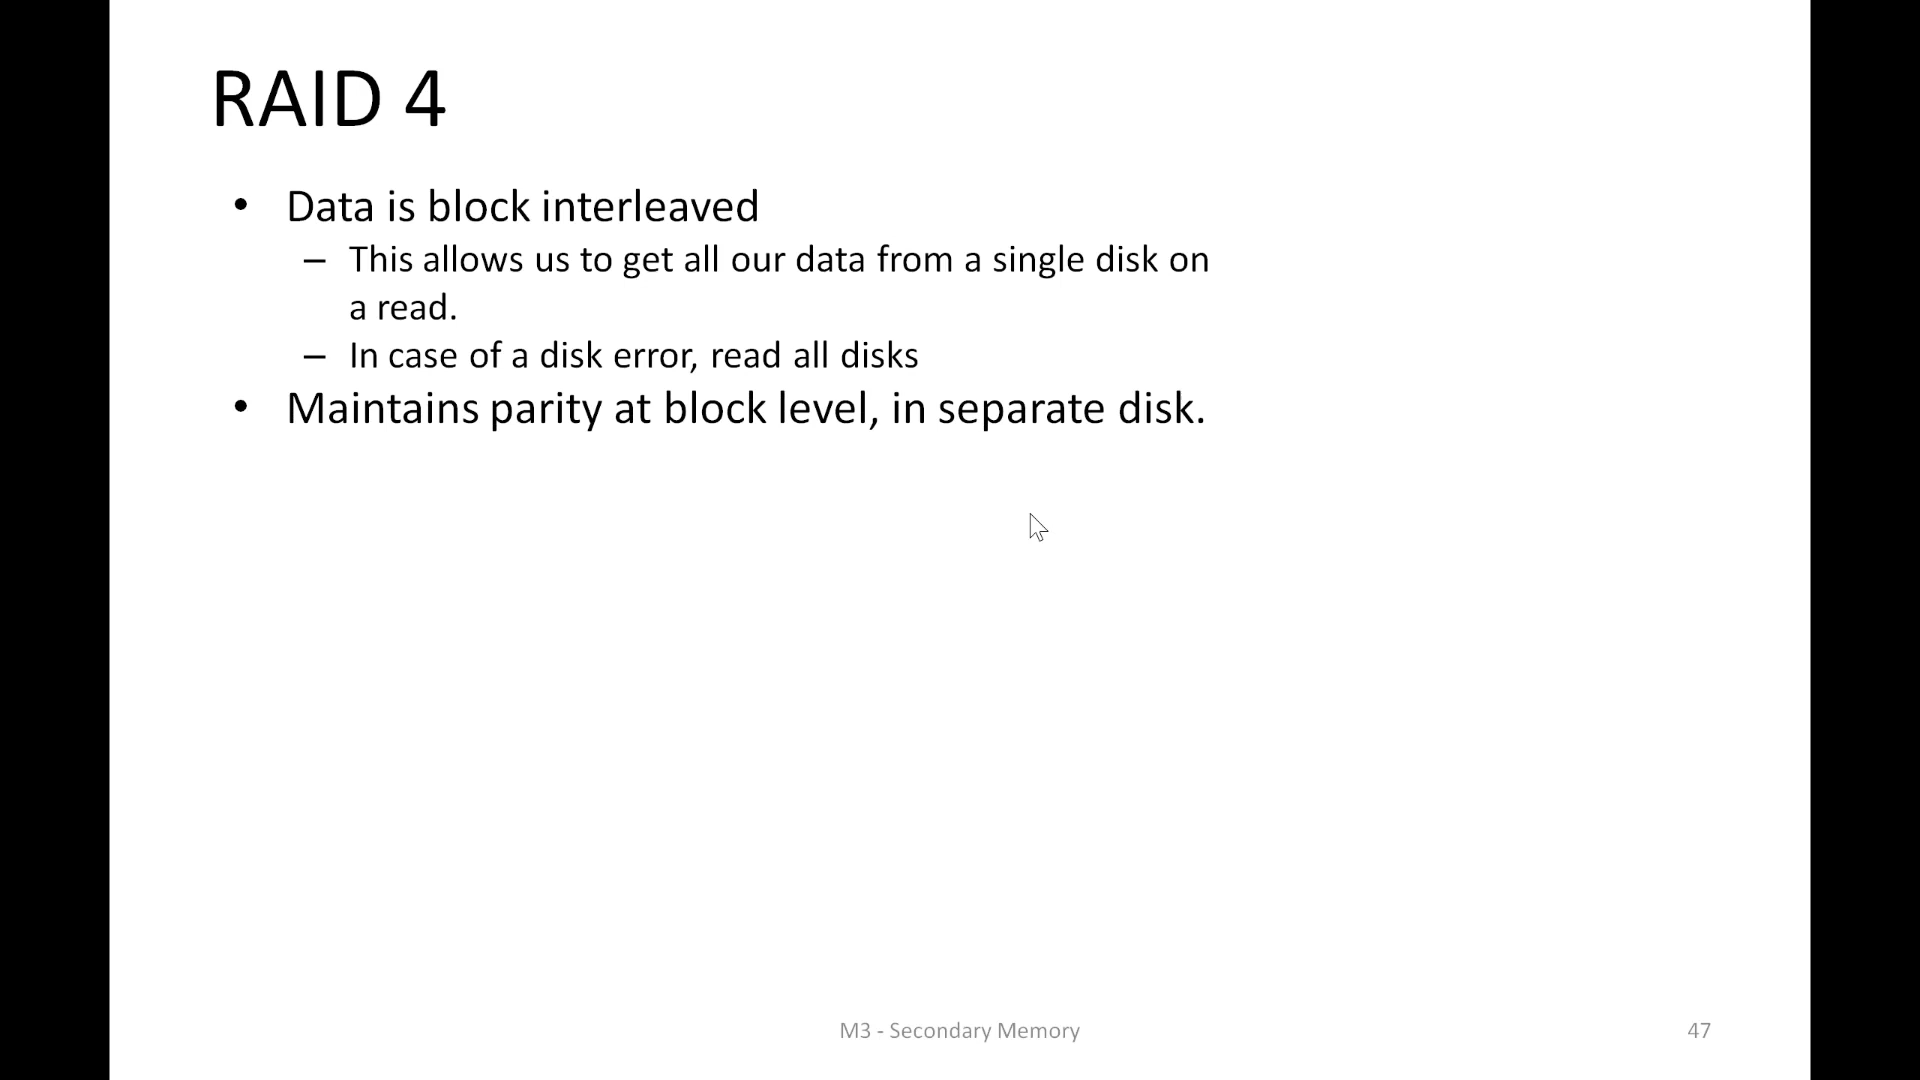 RAID 4
• Data is block interleaved
– This allows us to get all our data from a single disk on
a read.
– In case of a disk error, read all disks
• Maintains parity at block level, in separate disk.
M3 - Secondary Memory
47